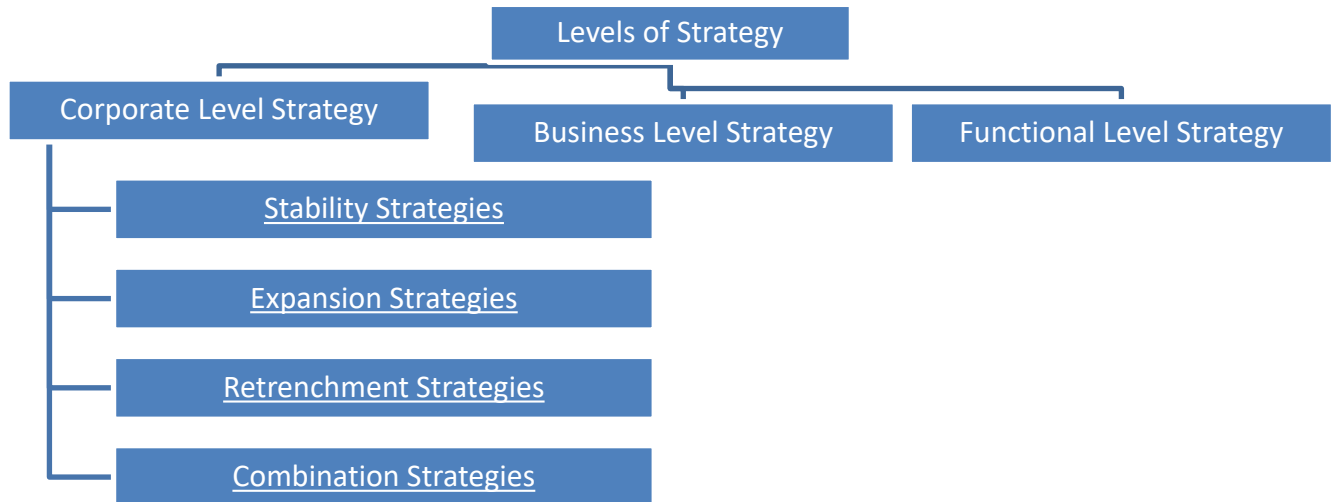 Levels of Strategy
Corporate Level Strategy
Business Level Strategy
Functional Level Strategy
Stability Strategies
Expansion Strategies
Retrenchment Strategies
Combination Strategies